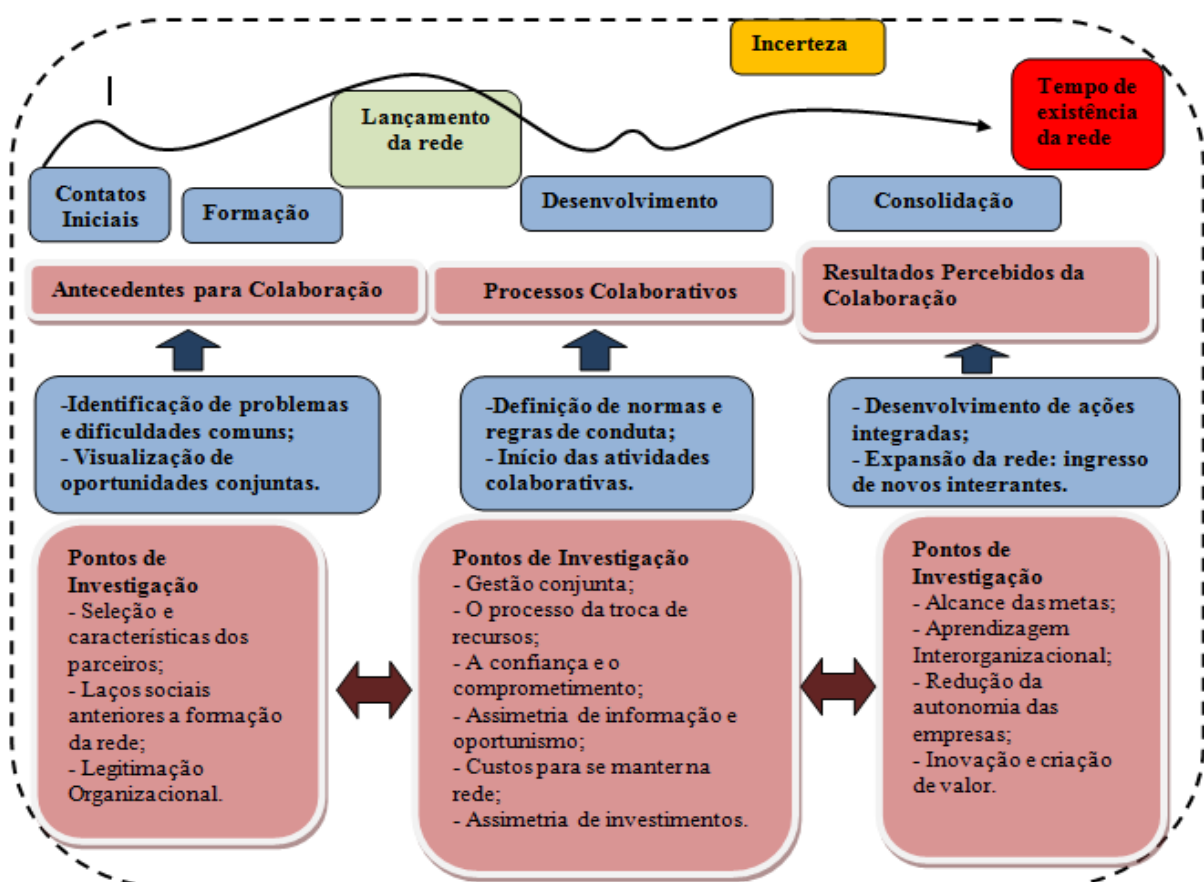 Incerteza
Tempo de
existência
da rede
Lançamento
da rede
Contatos
Iniciais
Formação
Desenvolvimento
Consolidação
Antecedentes para Colaboração
Processos Colaborativos
Resultados Percebidos da
Colaboração
-Identificação de problemas
e dificuldades comuns;
- Visualização de
oportunidades conjuntas.
-Definição de normas e
regras de conduta;
- Início das atividades
colaborativas.
- Desenvolvimento de ações
integradas;
- Expansão da rede: ingresso
de novos integrantes.
Pontos de
Investigação
- Seleção e
características dos
parceiros;
- Laços sociais
anteriores a formação
da rede;
- Legitimação
Organizacional.
Pontos de Investigação
- Gestão conjunta;
- O processo da troca de
recursos;
- A confiança e o
comprometimento;
- Assimetria de informação e
oportunismo;
- Custos para se manter na
rede;
- Assimetria de investimentos.
Pontos de
Investigação
- Alcance das metas;
- Aprendizagem
Interorganizacional;
- Redução da
autonomia das
empresas;
- Inovação e criação
de valor.